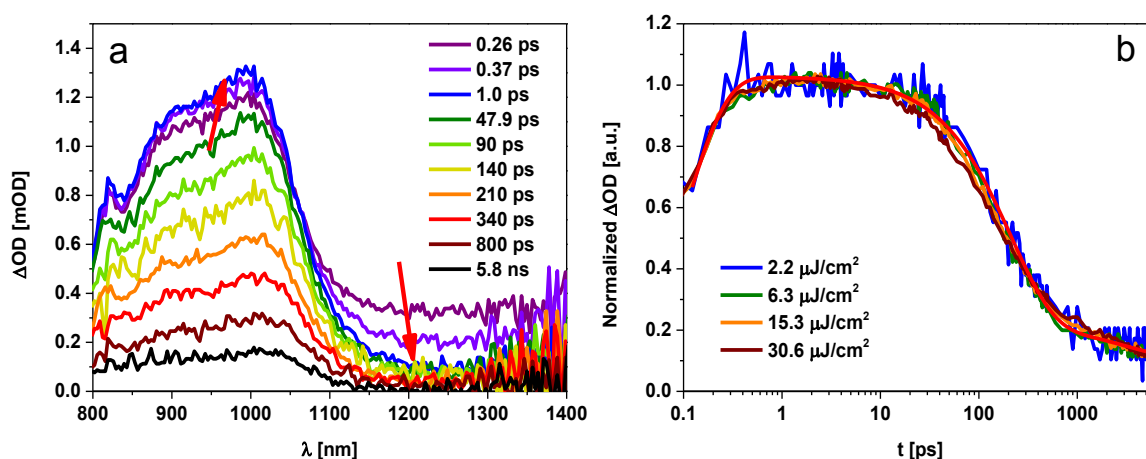 a
1.4
1.2
1.0
0.8
0.6
0.4
0.2
0.0
ΔOD [mOD]
800 900 1000 1100 1200 1300 1400
λ [nm]
0.26 ps
0.37 ps
1.0 ps
47.9 ps
90 ps
140 ps
210 ps
340 ps
800 ps
5.8 ns
b
1.2
1.0
0.8
0.6
0.4
0.2
0.0
Normalized ΔOD [a.u.]
0.1 1 10 100 1000
t [ps]
2.2 μJ/cm²
6.3 μJ/cm²
15.3 μJ/cm²
30.6 μJ/cm²